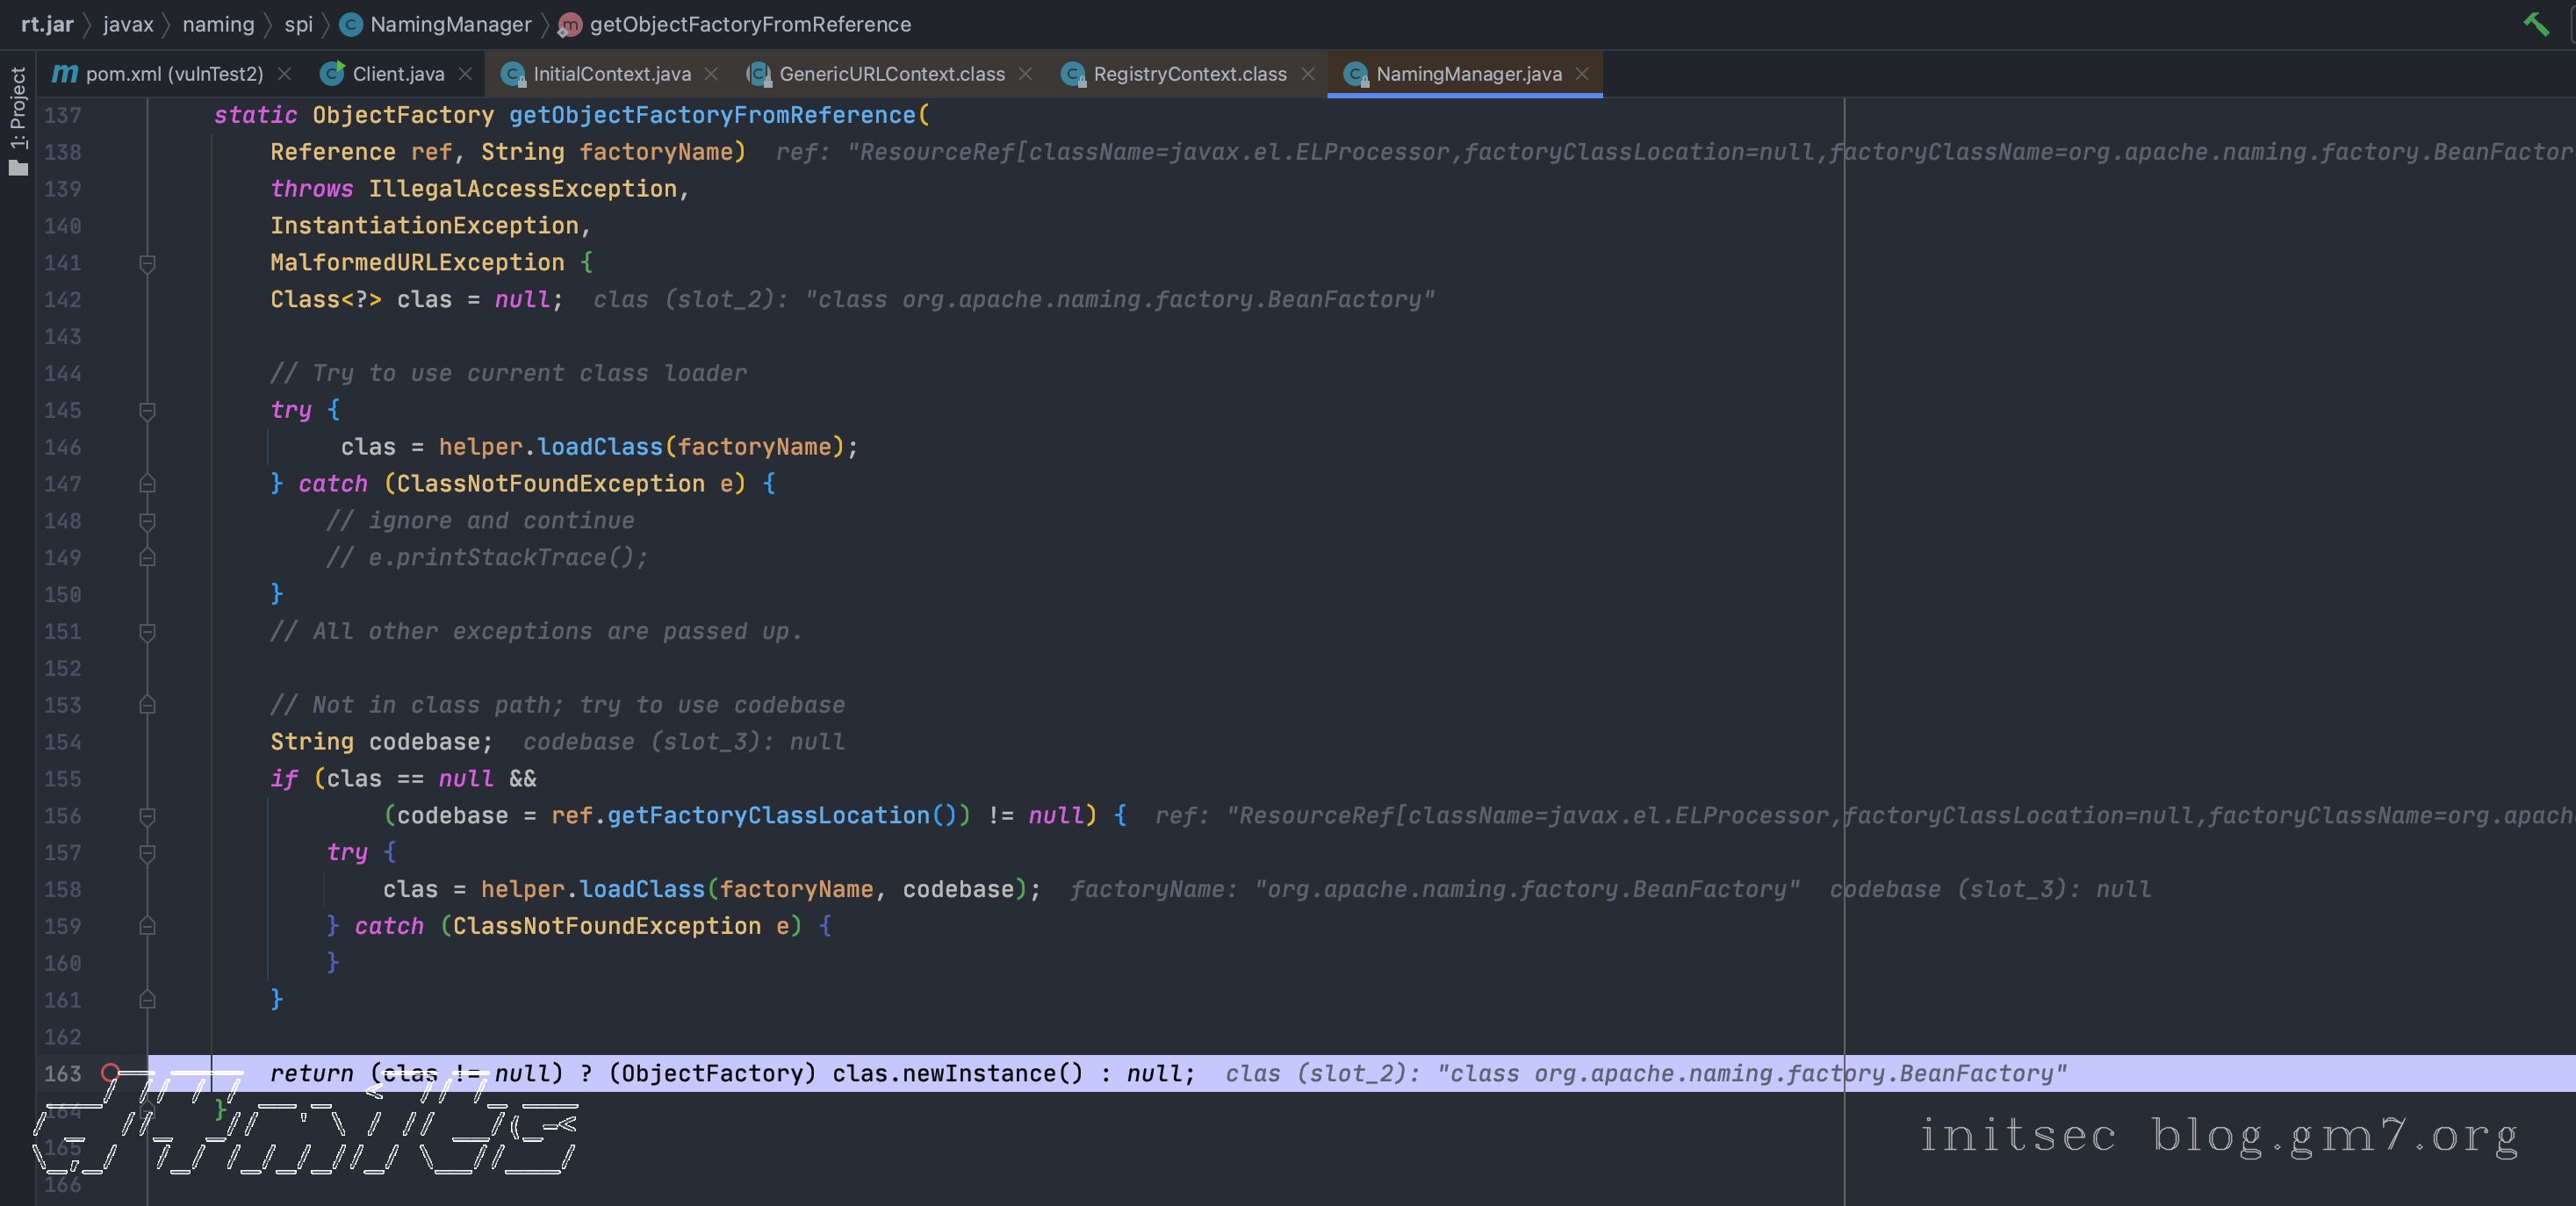 rt.jar javax naming spi NamingManager getObjectFactoryFromReference
pom.xml (vulnTest2) Client.java InitialContext.java GenericURLContext.class RegistryContext.class NamingManager.java
1: Project
137 static ObjectFactory getObjectFactoryFromReference(
138 Reference ref, String factoryName) ref: "ResourceRef[className=javax.el.ELProcessor,factoryClassLocation=null,factoryClassName=org.apache.naming.factory.BeanFactor
139 throws IllegalAccessException,
140 InstantiationException,
141 MalformedURLException {
142 Class<?> clas = null; clas (slot_2): "class org.apache.naming.factory.BeanFactory"
143
144 // Try to use current class loader
145 try {
146 clas = helper.loadClass(factoryName);
147 } catch (ClassNotFoundException e) {
148 // ignore and continue
149 // e.printStackTrace();
150 }
151 // All other exceptions are passed up.
152
153 // Not in class path; try to use codebase
154 String codebase; codebase (slot_3): null
155 if (clas == null &&
156 (codebase = ref.getFactoryClassLocation()) != null) { ref: "ResourceRef[className=javax.el.ELProcessor,factoryClassLocation=null,factoryClassName=org.apach
157 try {
158 clas = helper.loadClass(factoryName, codebase); factoryName: "org.apache.naming.factory.BeanFactory" codebase (slot_3): null
159 } catch (ClassNotFoundException e) {
160 }
161 }
162
163 return (clas != null) ? (ObjectFactory) clas.newInstance() : null; clas (slot_2): "class org.apache.naming.factory.BeanFactory"
164 }
165
166
initsec blog.gm7.org